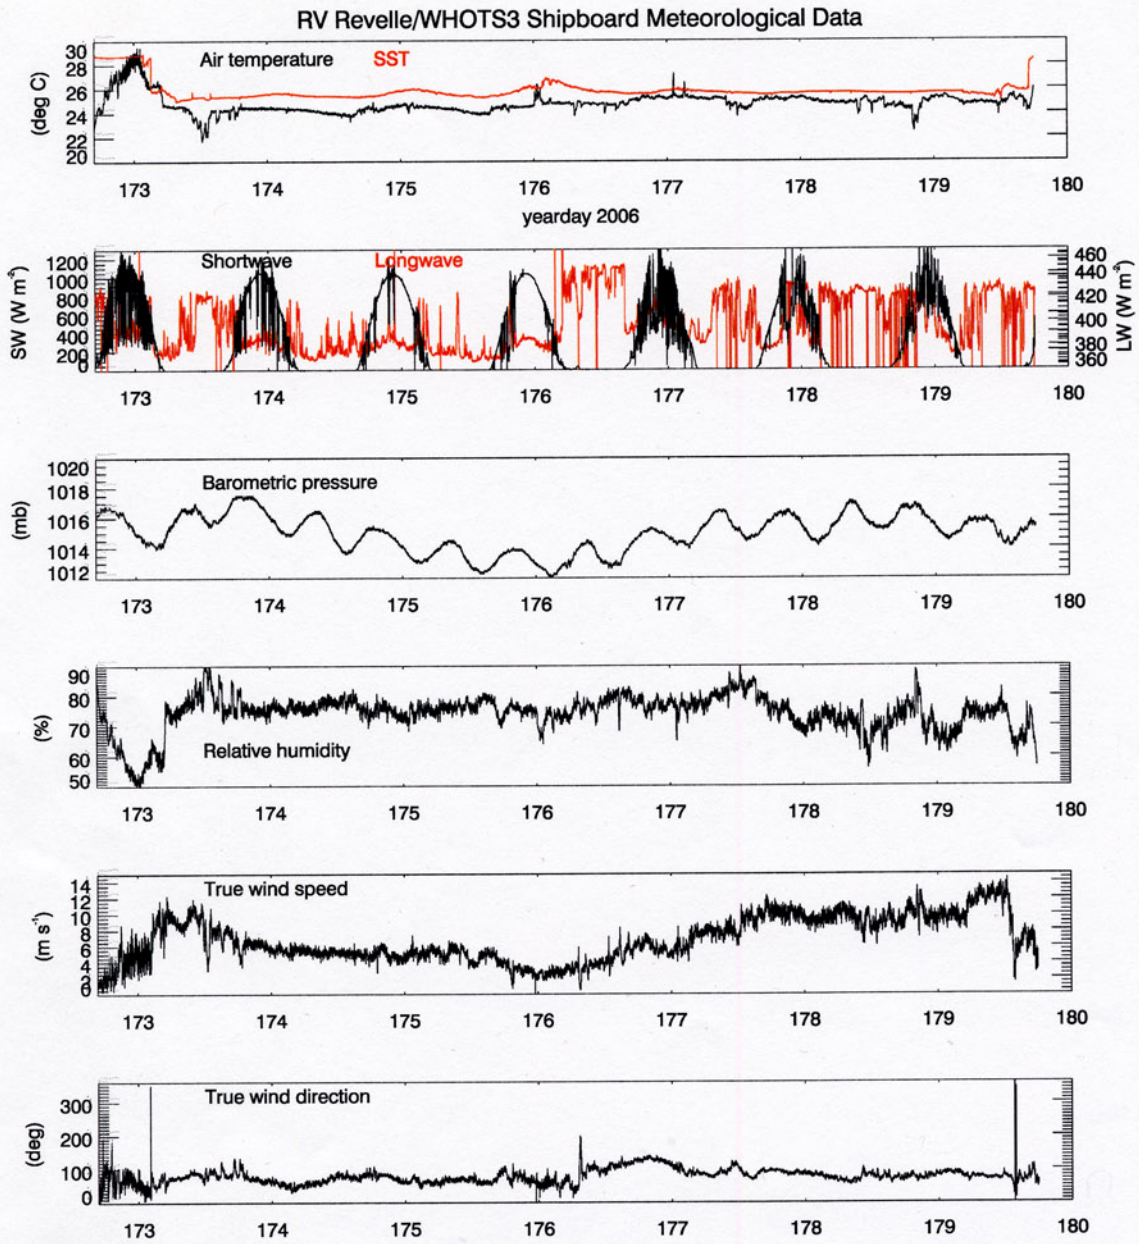 RV Revelle/WHOTS3 Shipboard Meteorological Data
30
28
26
24
22
20
(deg C)
Air temperature SST
173 174 175 176 177 178 179 180
yearday 2006
1200
1000
800
600
400
200
0
SW (W m⁻²)
Shortwave Longwave
460
440
420
400
380
360
LW (W m⁻²)
173 174 175 176 177 178 179 180
1020
1018
1016
1014
1012
(mb)
Barometric pressure
173 174 175 176 177 178 179 180
90
80
70
60
50
(%)
Relative humidity
173 174 175 176 177 178 179 180
14
12
10
8
6
4
2
0
(m s⁻¹)
True wind speed
173 174 175 176 177 178 179 180
300
200
100
0
(deg)
True wind direction
173 174 175 176 177 178 179 180